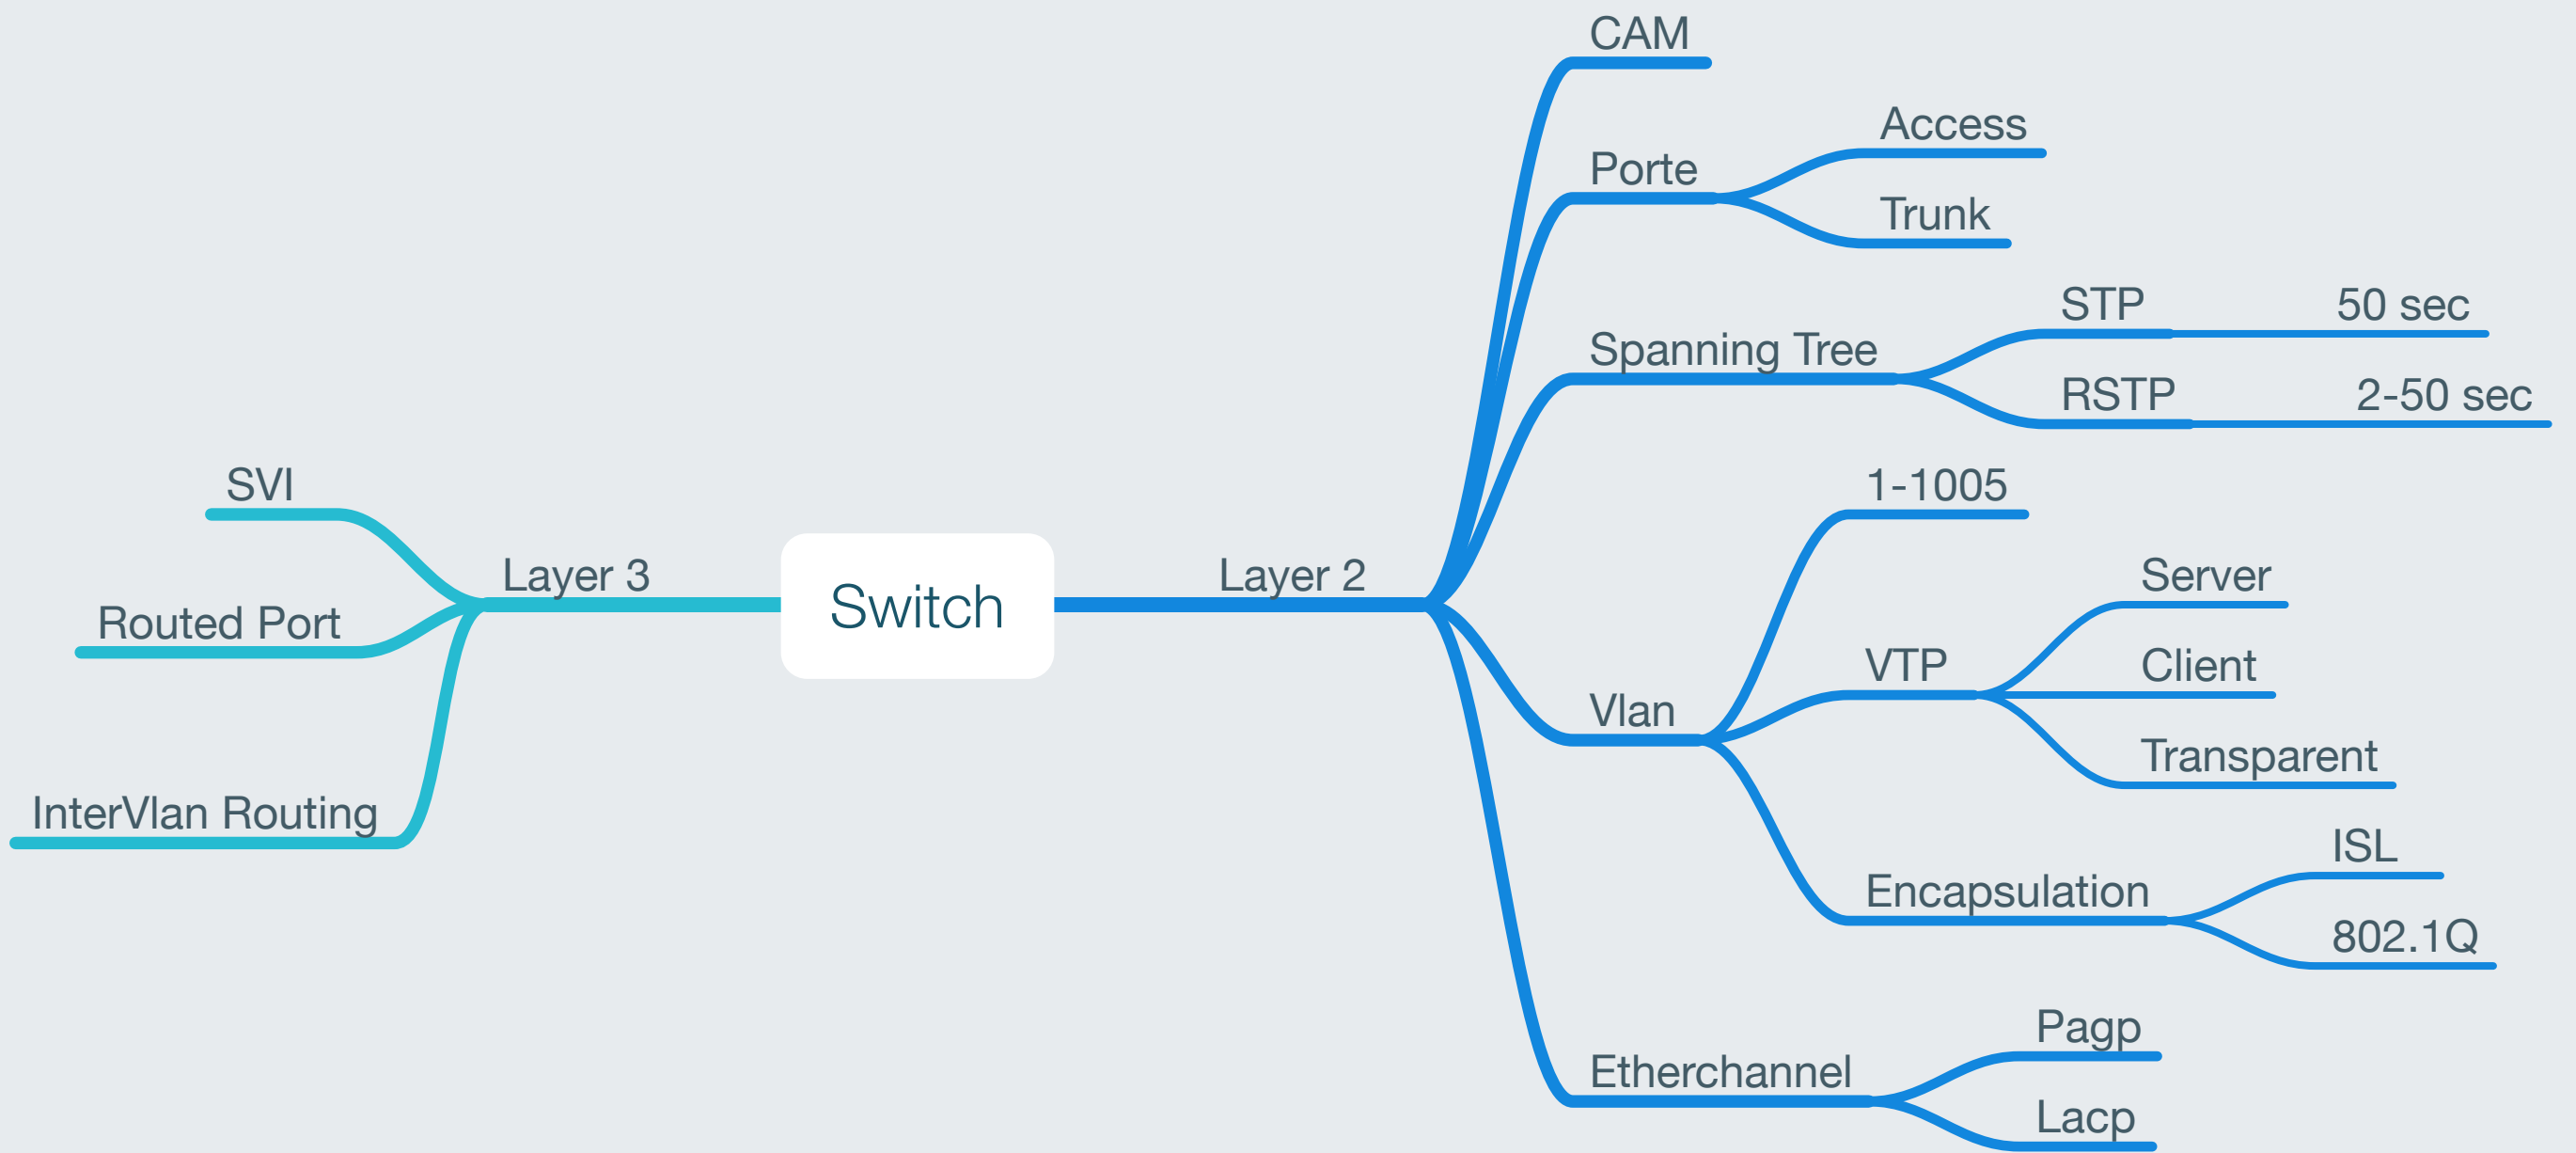 CAM
Access
Porte
Trunk
STP
50 sec
Spanning Tree
RSTP
2-50 sec
SVI
1-1005
Layer 3
Switch
Layer 2
Server
Routed Port
VTP
Client
Vlan
Transparent
InterVlan Routing
ISL
Encapsulation
802.1Q
Pagp
Etherchannel
Lacp